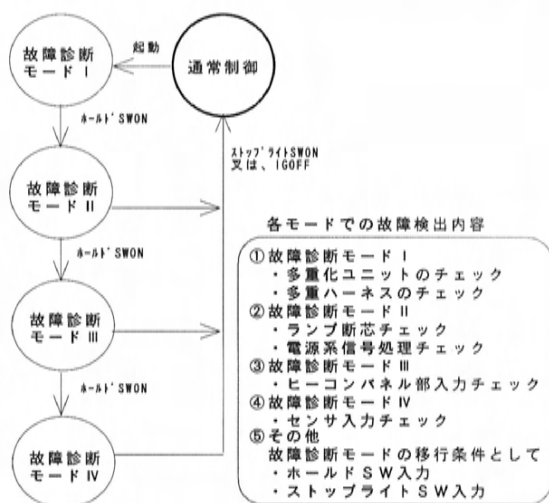 故障診断
モードⅠ
起動
通常制御
ホールドSWON
ストップライトSWON
又は、IGOFF
故障診断
モードⅡ
ホールドSWON
故障診断
モードⅢ
ホールドSWON
故障診断
モードⅣ
各モードでの故障検出内容
①故障診断モードⅠ
・多重化ユニットのチェック
・多重ハーネスのチェック
②故障診断モードⅡ
・ランプ断芯チェック
・電源系信号処理チェック
③故障診断モードⅢ
・ヒーコンパネル部入力チェック
④故障診断モードⅣ
・センサ入力チェック
⑤その他
故障診断モードの移行条件として
・ホールドSW入力
・ストップライトSW入力